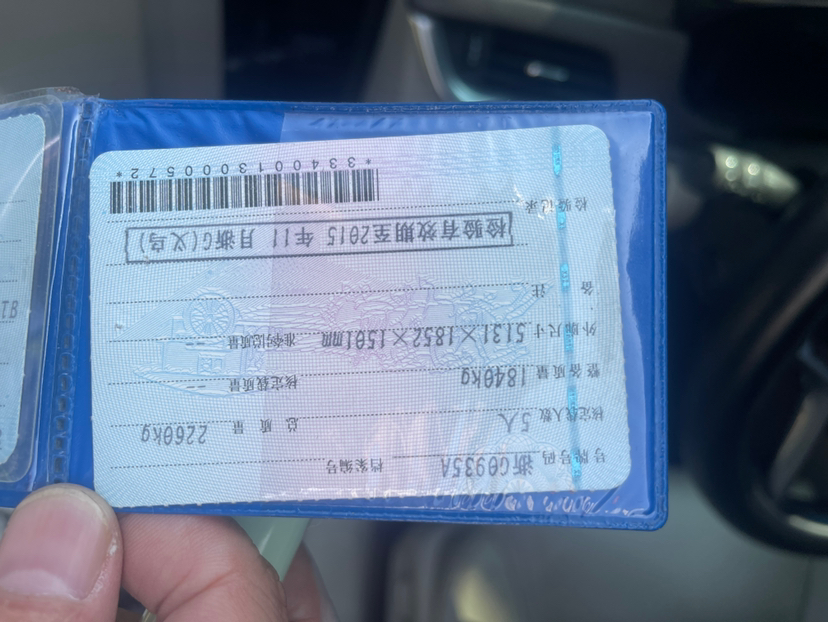 号牌号码 浙G0935A 档案编号
核定载人数 5人 总质量 2260kg
整备质量 1840kg 核定载质量 --
外廓尺寸 5131×1852×1501mm 准牵引总质量 --
备注
检验有效期至2015年11月浙G(义乌)
检验记录
*3340013000572*